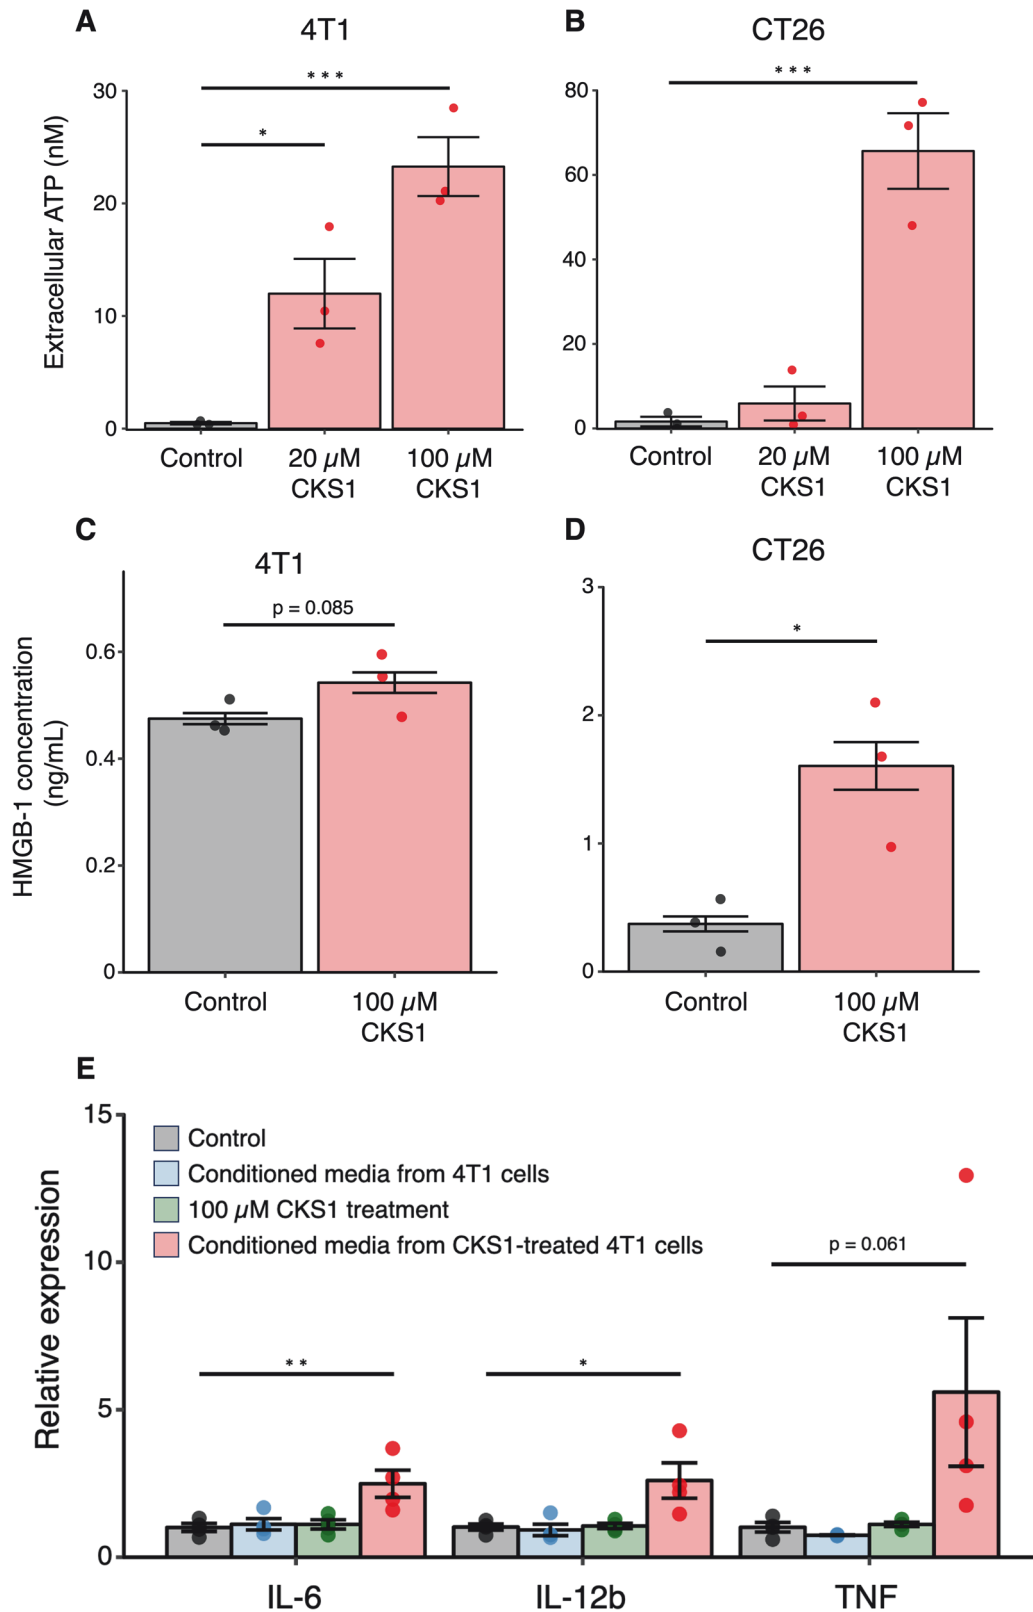 A
4T1
Extracellular ATP (nM)
30
20
10
0
***
*
Control
20 µM
CKS1
100 µM
CKS1
B
CT26
80
60
40
20
0
***
Control
20 µM
CKS1
100 µM
CKS1
C
4T1
HMGB-1 concentration
(ng/mL)
0.6
0.4
0.2
0
p = 0.085
Control
100 µM
CKS1
D
CT26
3
2
1
0
*
Control
100 µM
CKS1
E
Relative expression
15
10
5
0
Control
Conditioned media from 4T1 cells
100 µM CKS1 treatment
Conditioned media from CKS1-treated 4T1 cells
**
*
p = 0.061
IL-6
IL-12b
TNF